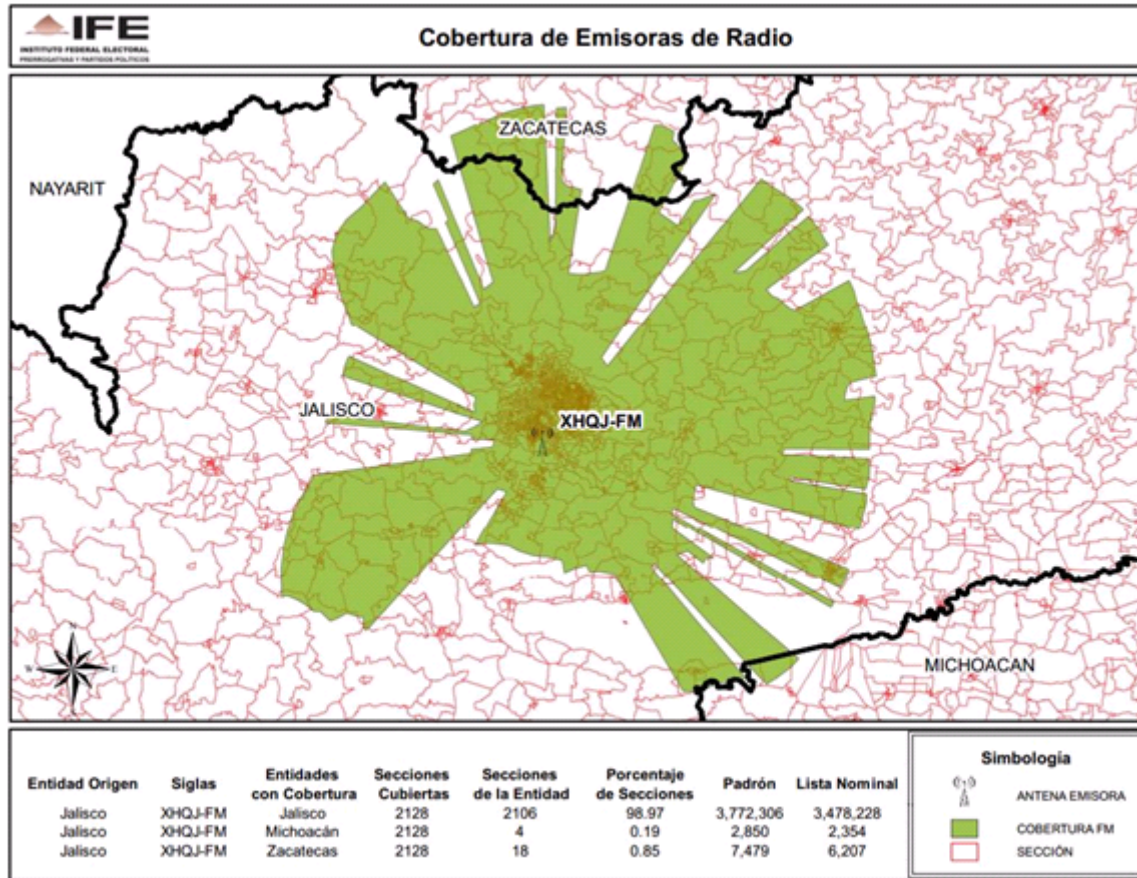 IFE
INSTITUTO FEDERAL ELECTORAL
PRERROGATIVAS Y PARTIDOS POLÍTICOS
Cobertura de Emisoras de Radio
ZACATECAS
NAYARIT
JALISCO
XHQJ-FM
MICHOACAN
N
W E
S
Entidad Origen Siglas Entidades con Cobertura Secciones Cubiertas Secciones de la Entidad Porcentaje de Secciones Padrón Lista Nominal
Jalisco XHQJ-FM Jalisco 2128 2106 98.97 3,772,306 3,478,228
Jalisco XHQJ-FM Michoacán 2128 4 0.19 2,850 2,354
Jalisco XHQJ-FM Zacatecas 2128 18 0.85 7,479 6,207
Simbología
ANTENA EMISORA
COBERTURA FM
SECCIÓN